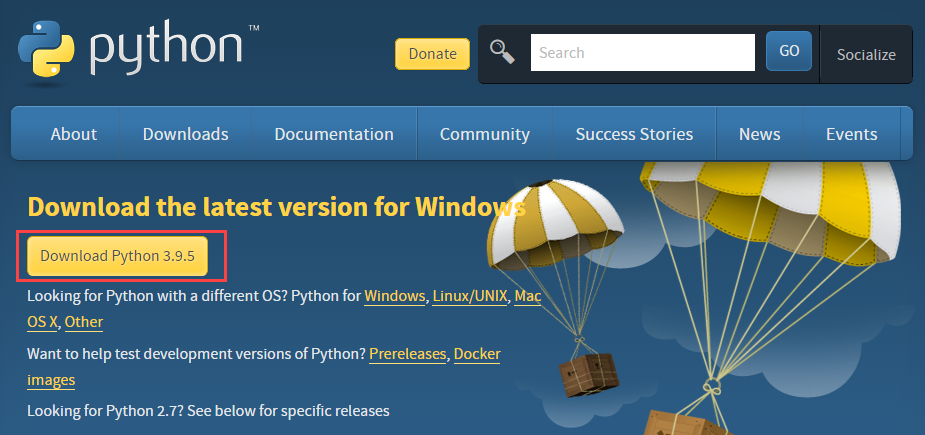 python™
Donate
Search
GO
Socialize
About
Downloads
Documentation
Community
Success Stories
News
Events
Download the latest version for Windows
Download Python 3.9.5
Looking for Python with a different OS? Python for Windows, Linux/UNIX, Mac
OS X, Other
Want to help test development versions of Python? Prereleases, Docker
images
Looking for Python 2.7? See below for specific releases